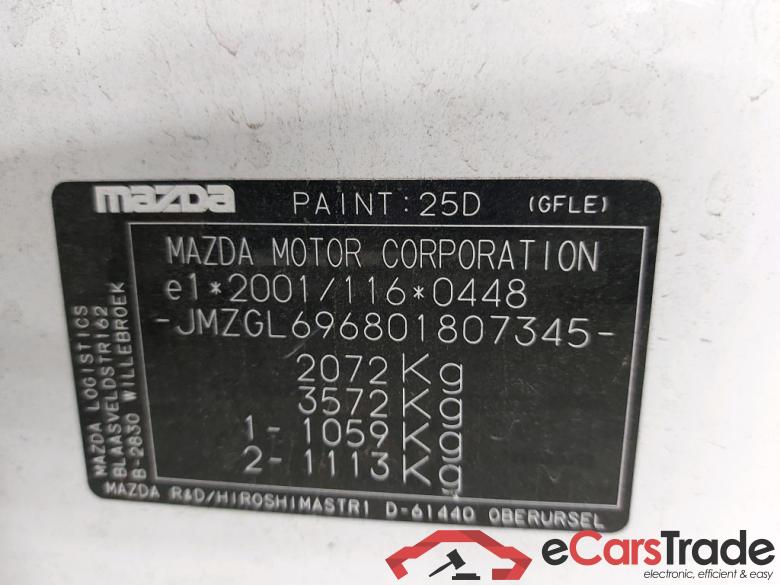 mazda PAINT:25D (GFLE)
MAZDA MOTOR CORPORATION
e1*2001/116*0448
-JMZGL696801807345-
2072Kg
3572Kg
1-1059Kg
2-1113Kg
MAZDA LOGISTICS
BLAASVELDSTR162
B-2830 WILLEBROEK
MAZDA R&D/HIROSHIMASTR1 D-61440 OBERURSEL
eCarsTrade
electronic, efficient & easy